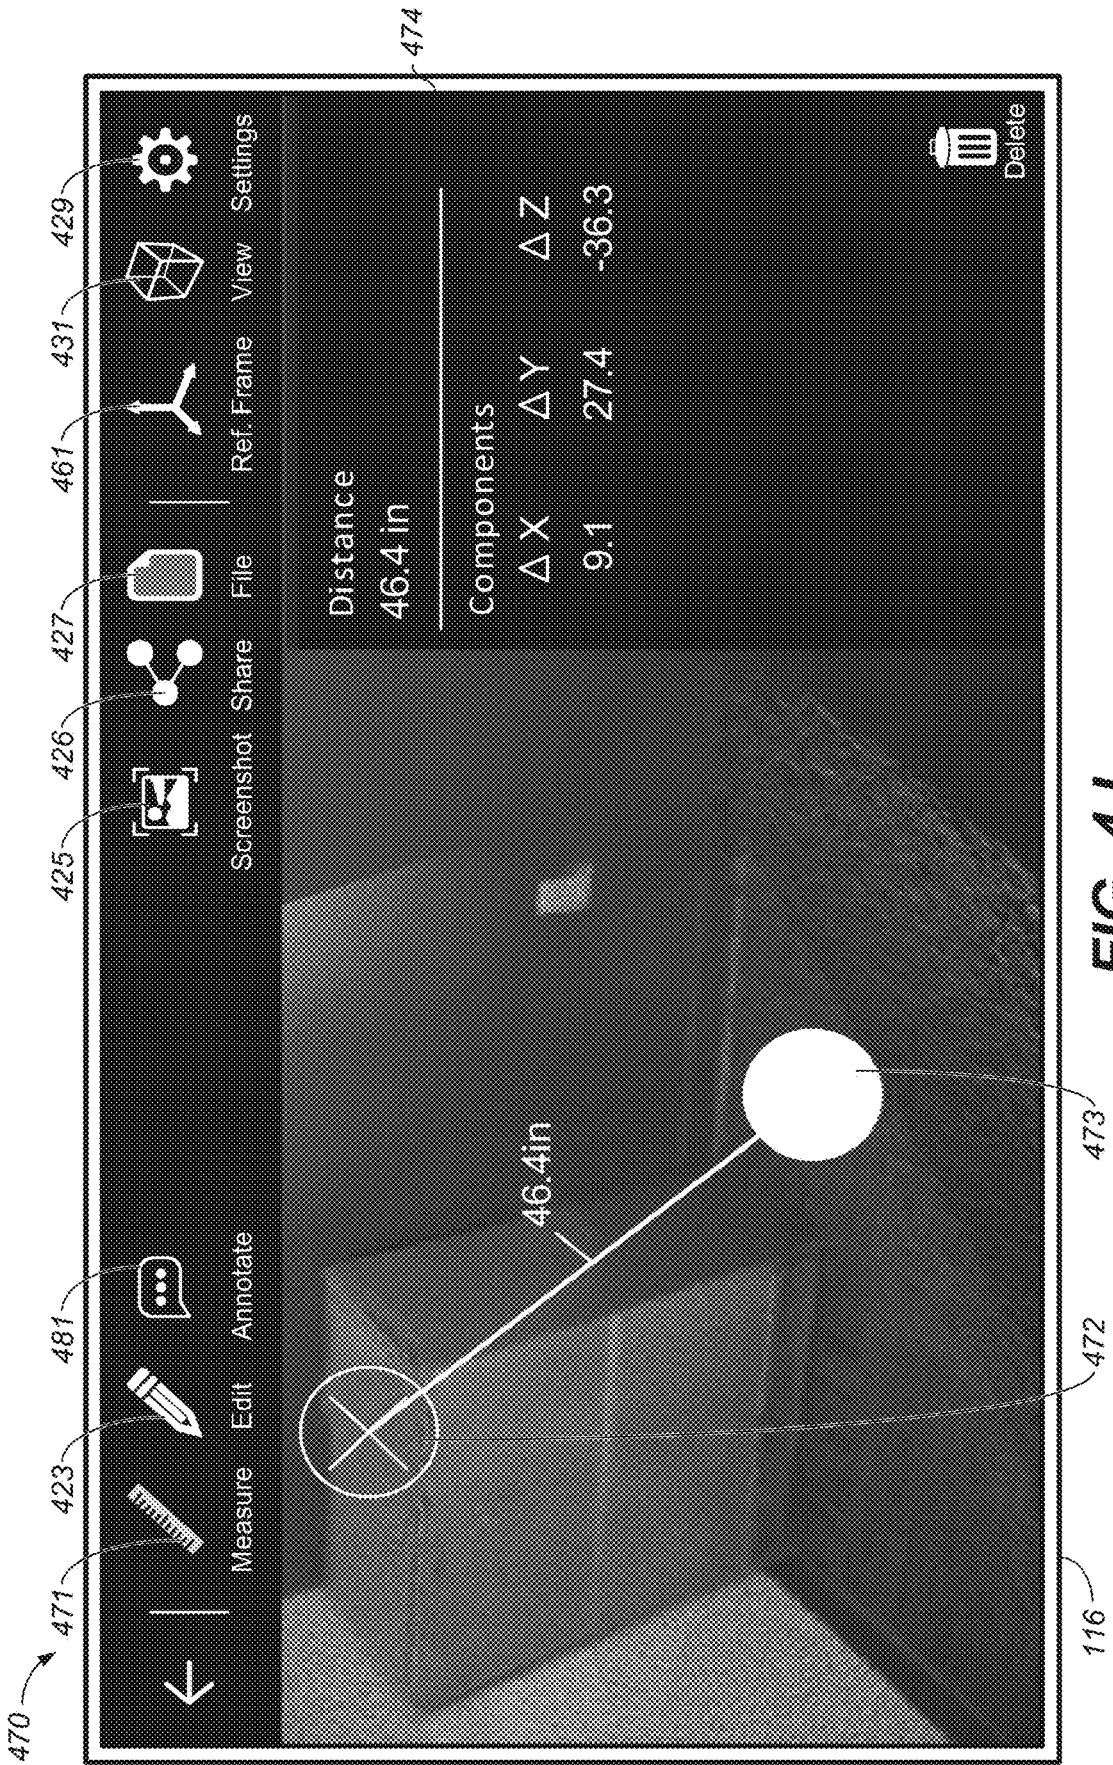 470
471
423
481
425
426
427
461
431
429
Measure
Edit
Annotate
Screenshot
Share
File
Ref. Frame
View
Settings
474
Distance
46.4 in
Components
Δ X Δ Y Δ Z
9.1 27.4 -36.3
46.4in
Delete
116
472
473